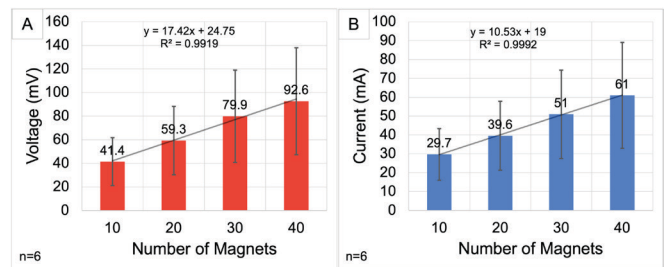 A
y = 17.42x + 24.75
R² = 0.9919
Voltage (mV)
160
140
120
100
80
60
40
20
0
41.4
59.3
79.9
92.6
10 20 30 40
Number of Magnets
n=6
B
y = 10.53x + 19
R² = 0.9992
Current (mA)
100
90
80
70
60
50
40
30
20
10
0
29.7
39.6
51
61
10 20 30 40
Number of Magnets
n=6